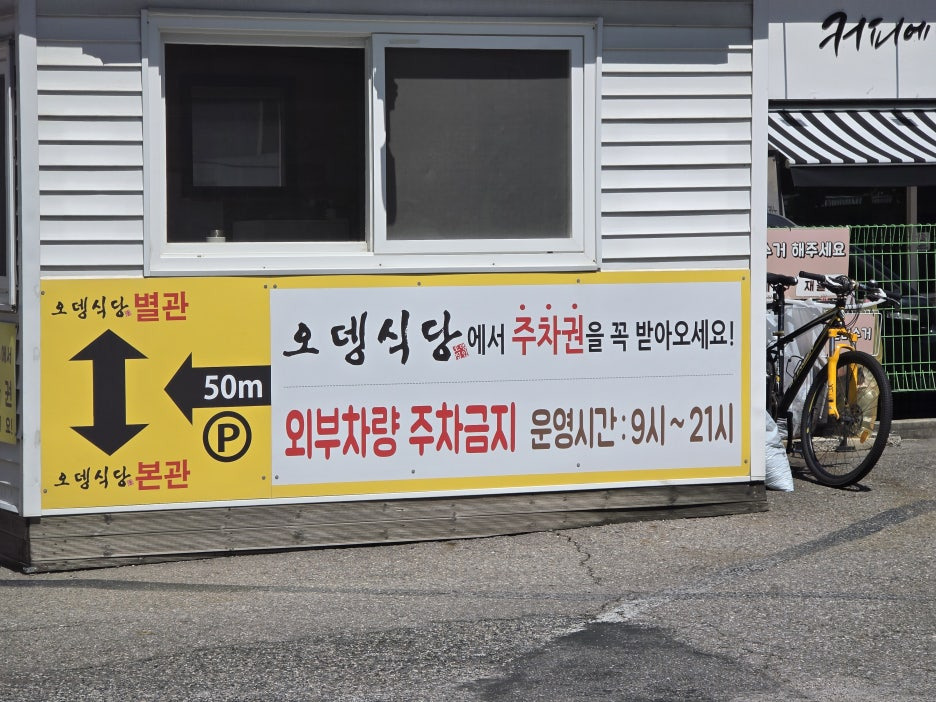 커피에
수거 해주세요
오뎅식당 별관
50m
P
오뎅식당 본관
오뎅식당에서 주차권을 꼭 받아오세요!
외부차량 주차금지 운영시간 : 9시 ~ 21시